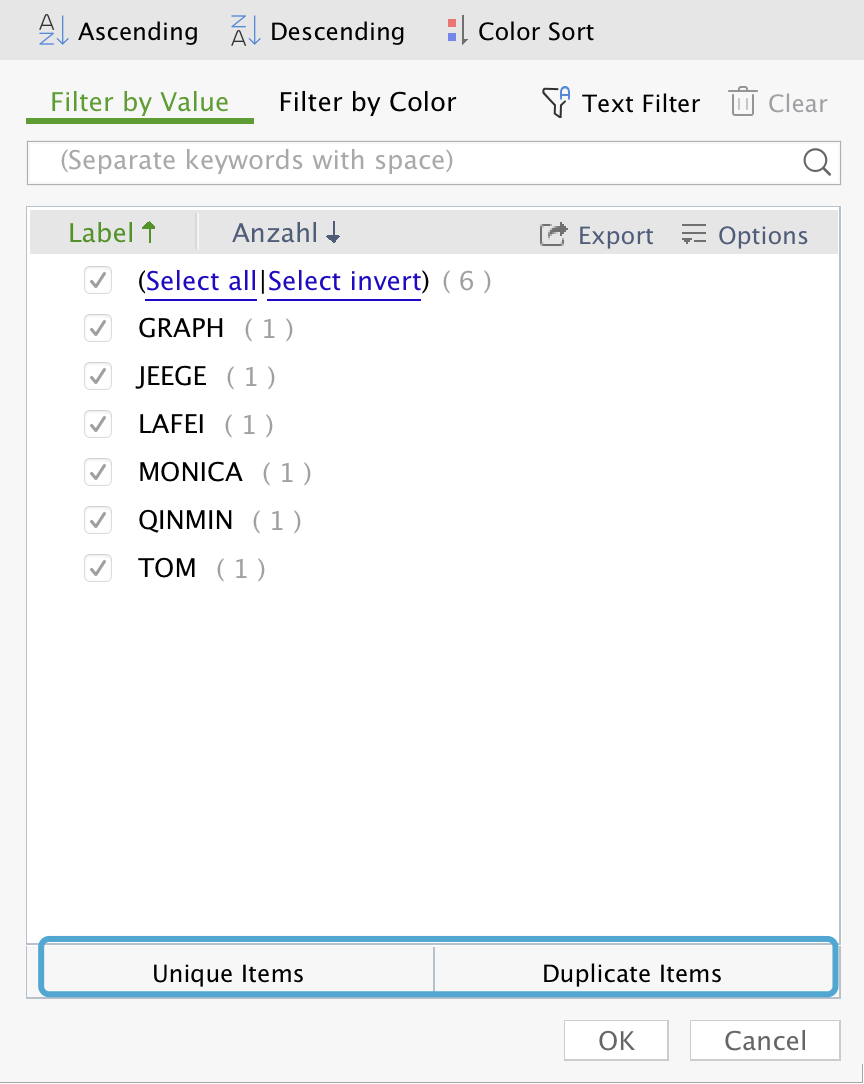 Ascending Descending Color Sort
Filter by Value Filter by Color Text Filter Clear
(Separate keywords with space)
Label Anzahl Export Options
(Select all|Select invert) ( 6 )
GRAPH ( 1 )
JEEGE ( 1 )
LAFEI ( 1 )
MONICA ( 1 )
QINMIN ( 1 )
TOM ( 1 )
Unique Items Duplicate Items
OK Cancel